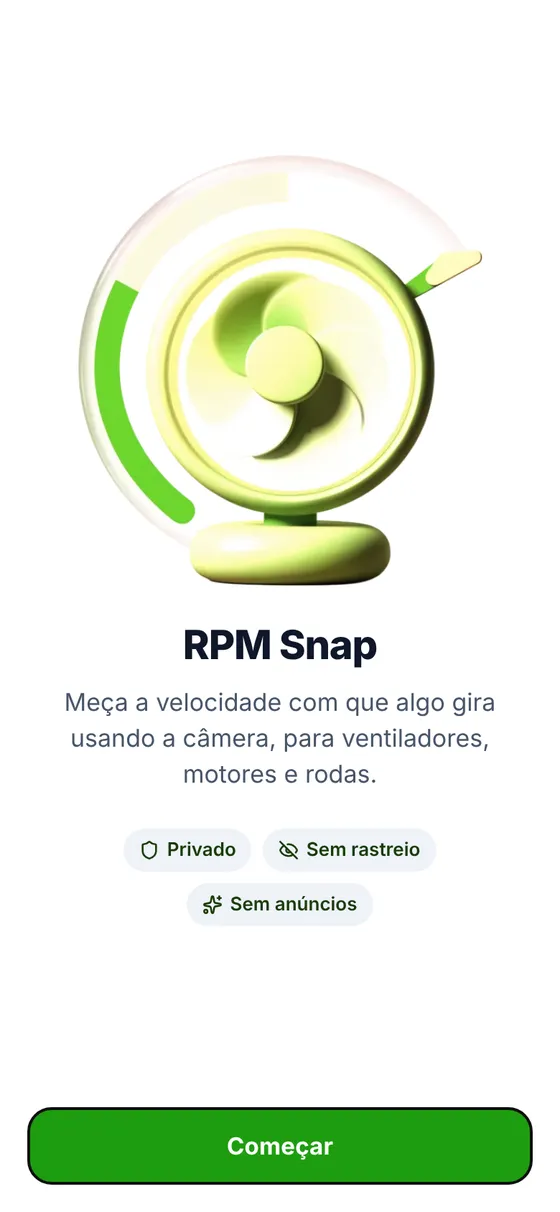 RPM Snap
Meça a velocidade com que algo gira
usando a câmera, para ventiladores,
motores e rodas.
Privado
Sem rastreio
Sem anúncios
Começar